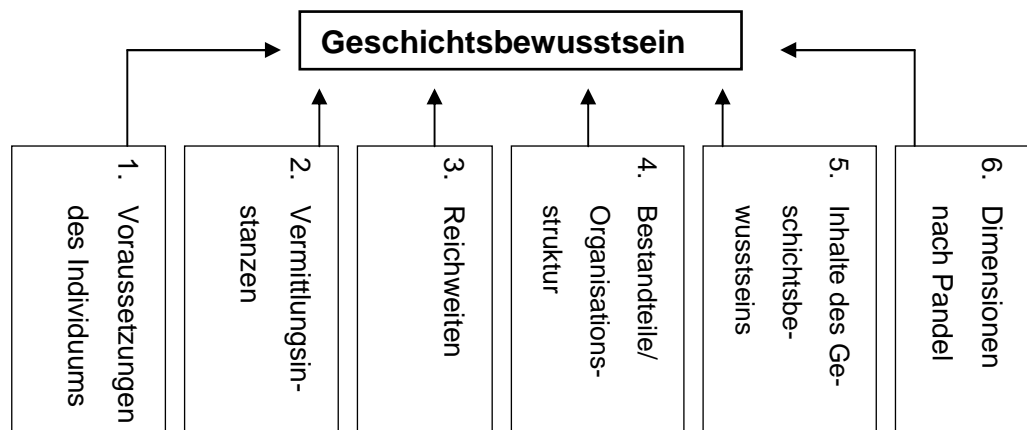 Geschichtsbewusstsein
1. Voraussetzungen
des Individuums
2. Vermittlungsin-
stanzen
3. Reichweiten
4. Bestandteile/
Organisations-
struktur
5. Inhalte des Ge-
schichtsbe-
wusstseins
6. Dimensionen
nach Pandel